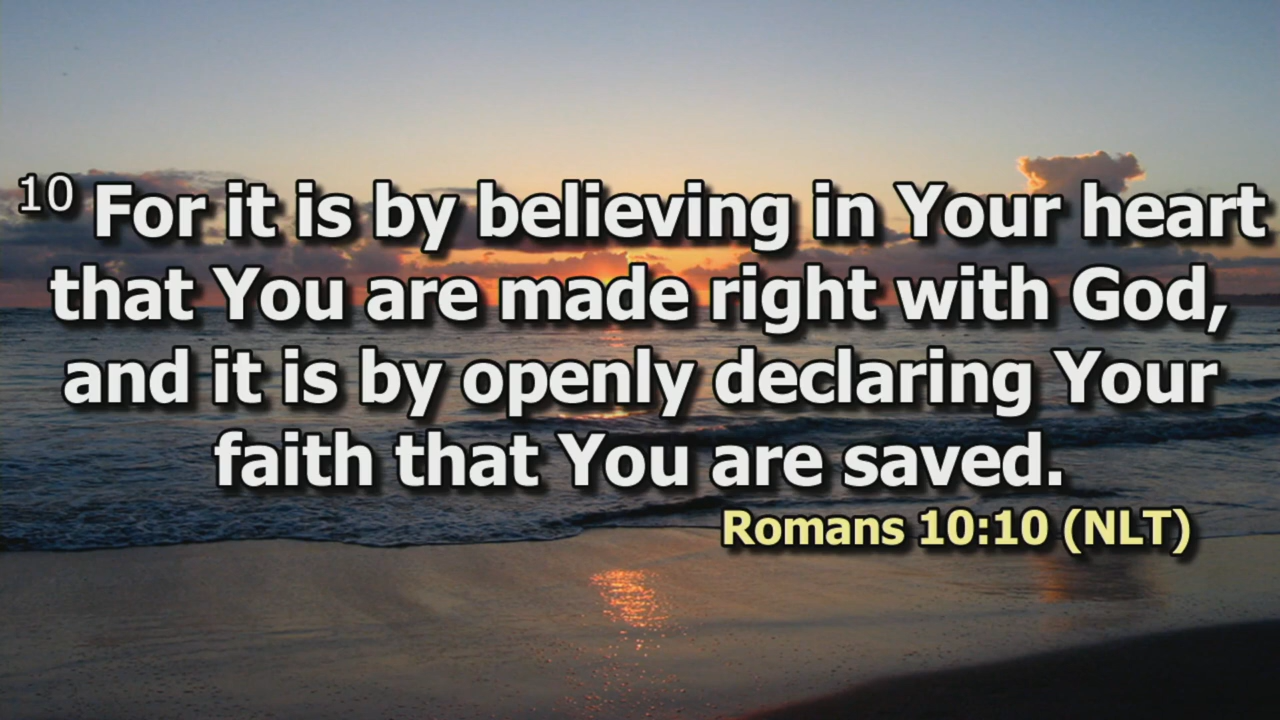 10 For it is by believing in Your heart
that You are made right with God,
and it is by openly declaring Your
faith that You are saved.
Romans 10:10 (NLT)